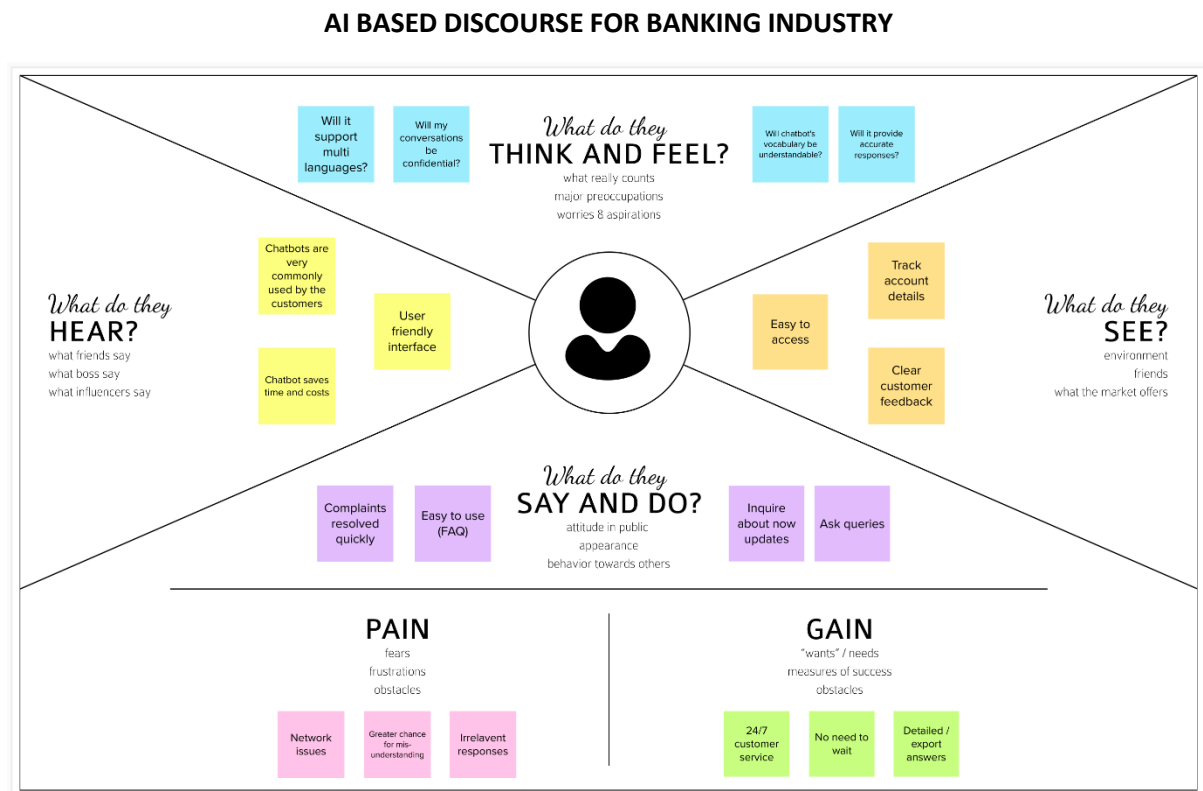 AI BASED DISCOURSE FOR BANKING INDUSTRY
Will it
support
multi
languages?
Will my
conversations
be
confidential?
What do they
THINK AND FEEL?
what really counts
major preoccupations
worries 8 aspirations
Will chatbot's
vocabulary be
understandable?
Will it provide
accurate
responses?
What do they
HEAR?
what friends say
what boss say
what influencers say
Chatbots are
very
commonly
used by the
customers
User
friendly
interface
Chatbot saves
time and costs
Easy to
access
Track
account
details
Clear
customer
feedback
What do they
SEE?
environment
friends
what the market offers
Complaints
resolved
quickly
Easy to use
(FAQ)
What do they
SAY AND DO?
attitude in public
appearance
behavior towards others
Inquire
about now
updates
Ask queries
PAIN
fears
frustrations
obstacles
Network
issues
Greater chance
for mis-
understanding
Irrelavent
responses
GAIN
"wants" / needs
measures of success
obstacles
24/7
customer
service
No need to
wait
Detailed /
export
answers